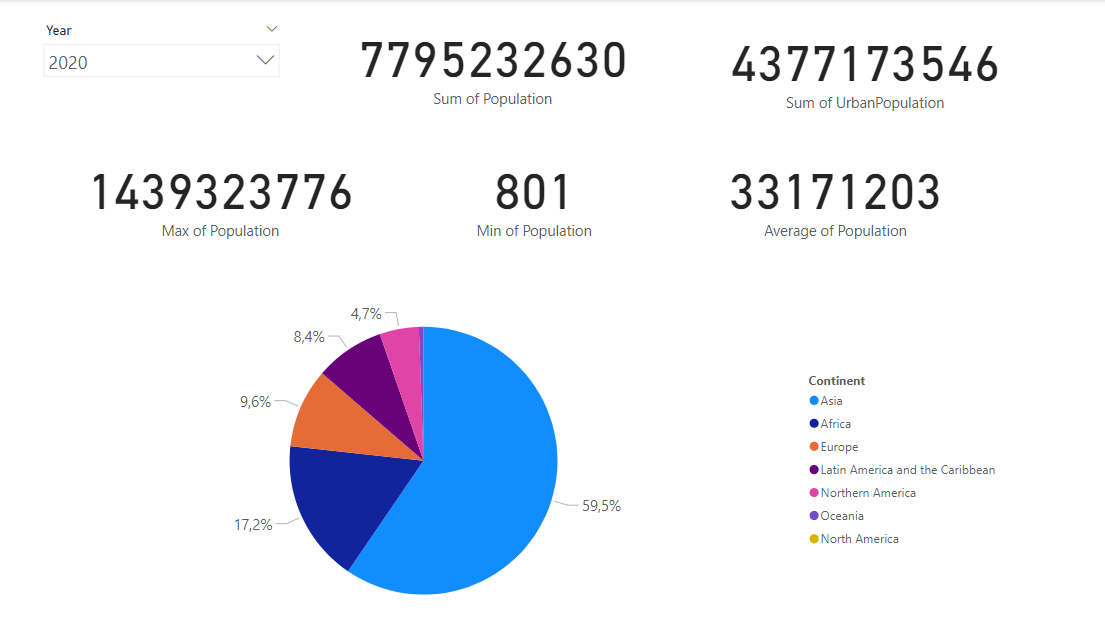 Year
2020
7795232630
Sum of Population
4377173546
Sum of UrbanPopulation
1439323776
Max of Population
801
Min of Population
33171203
Average of Population
4,7%
8,4%
9,6%
17,2%
59,5%
Continent
Asia
Africa
Europe
Latin America and the Caribbean
Northern America
Oceania
North America